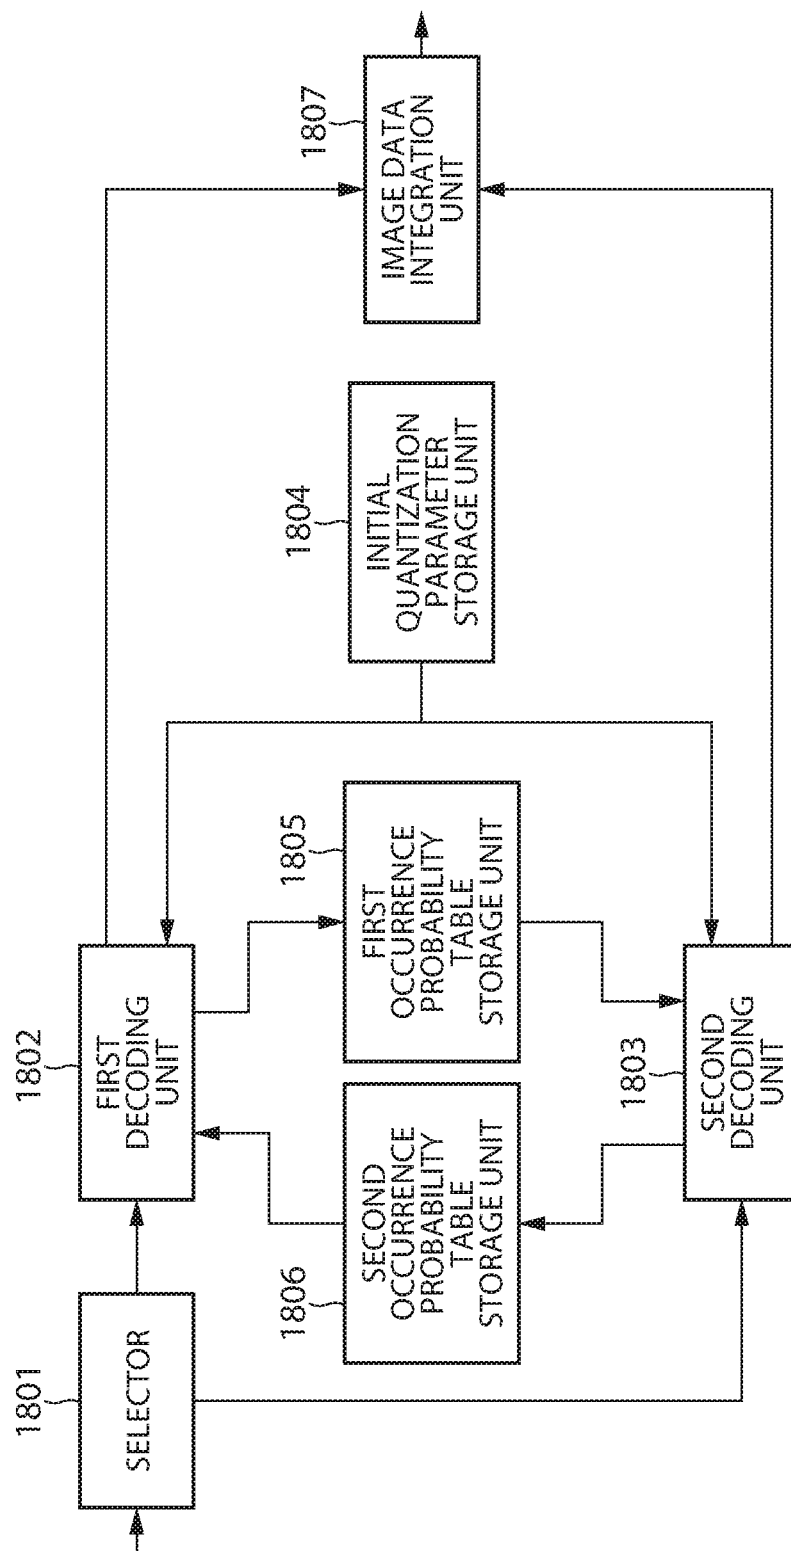 1801
SELECTOR
1802
FIRST
DECODING
UNIT
1806
SECOND
OCCURRENCE
PROBABILITY
TABLE
STORAGE UNIT
1805
FIRST
OCCURRENCE
PROBABILITY
TABLE
STORAGE UNIT
1803
SECOND
DECODING
UNIT
1804
INITIAL
QUANTIZATION
PARAMETER
STORAGE UNIT
1807
IMAGE DATA
INTEGRATION
UNIT